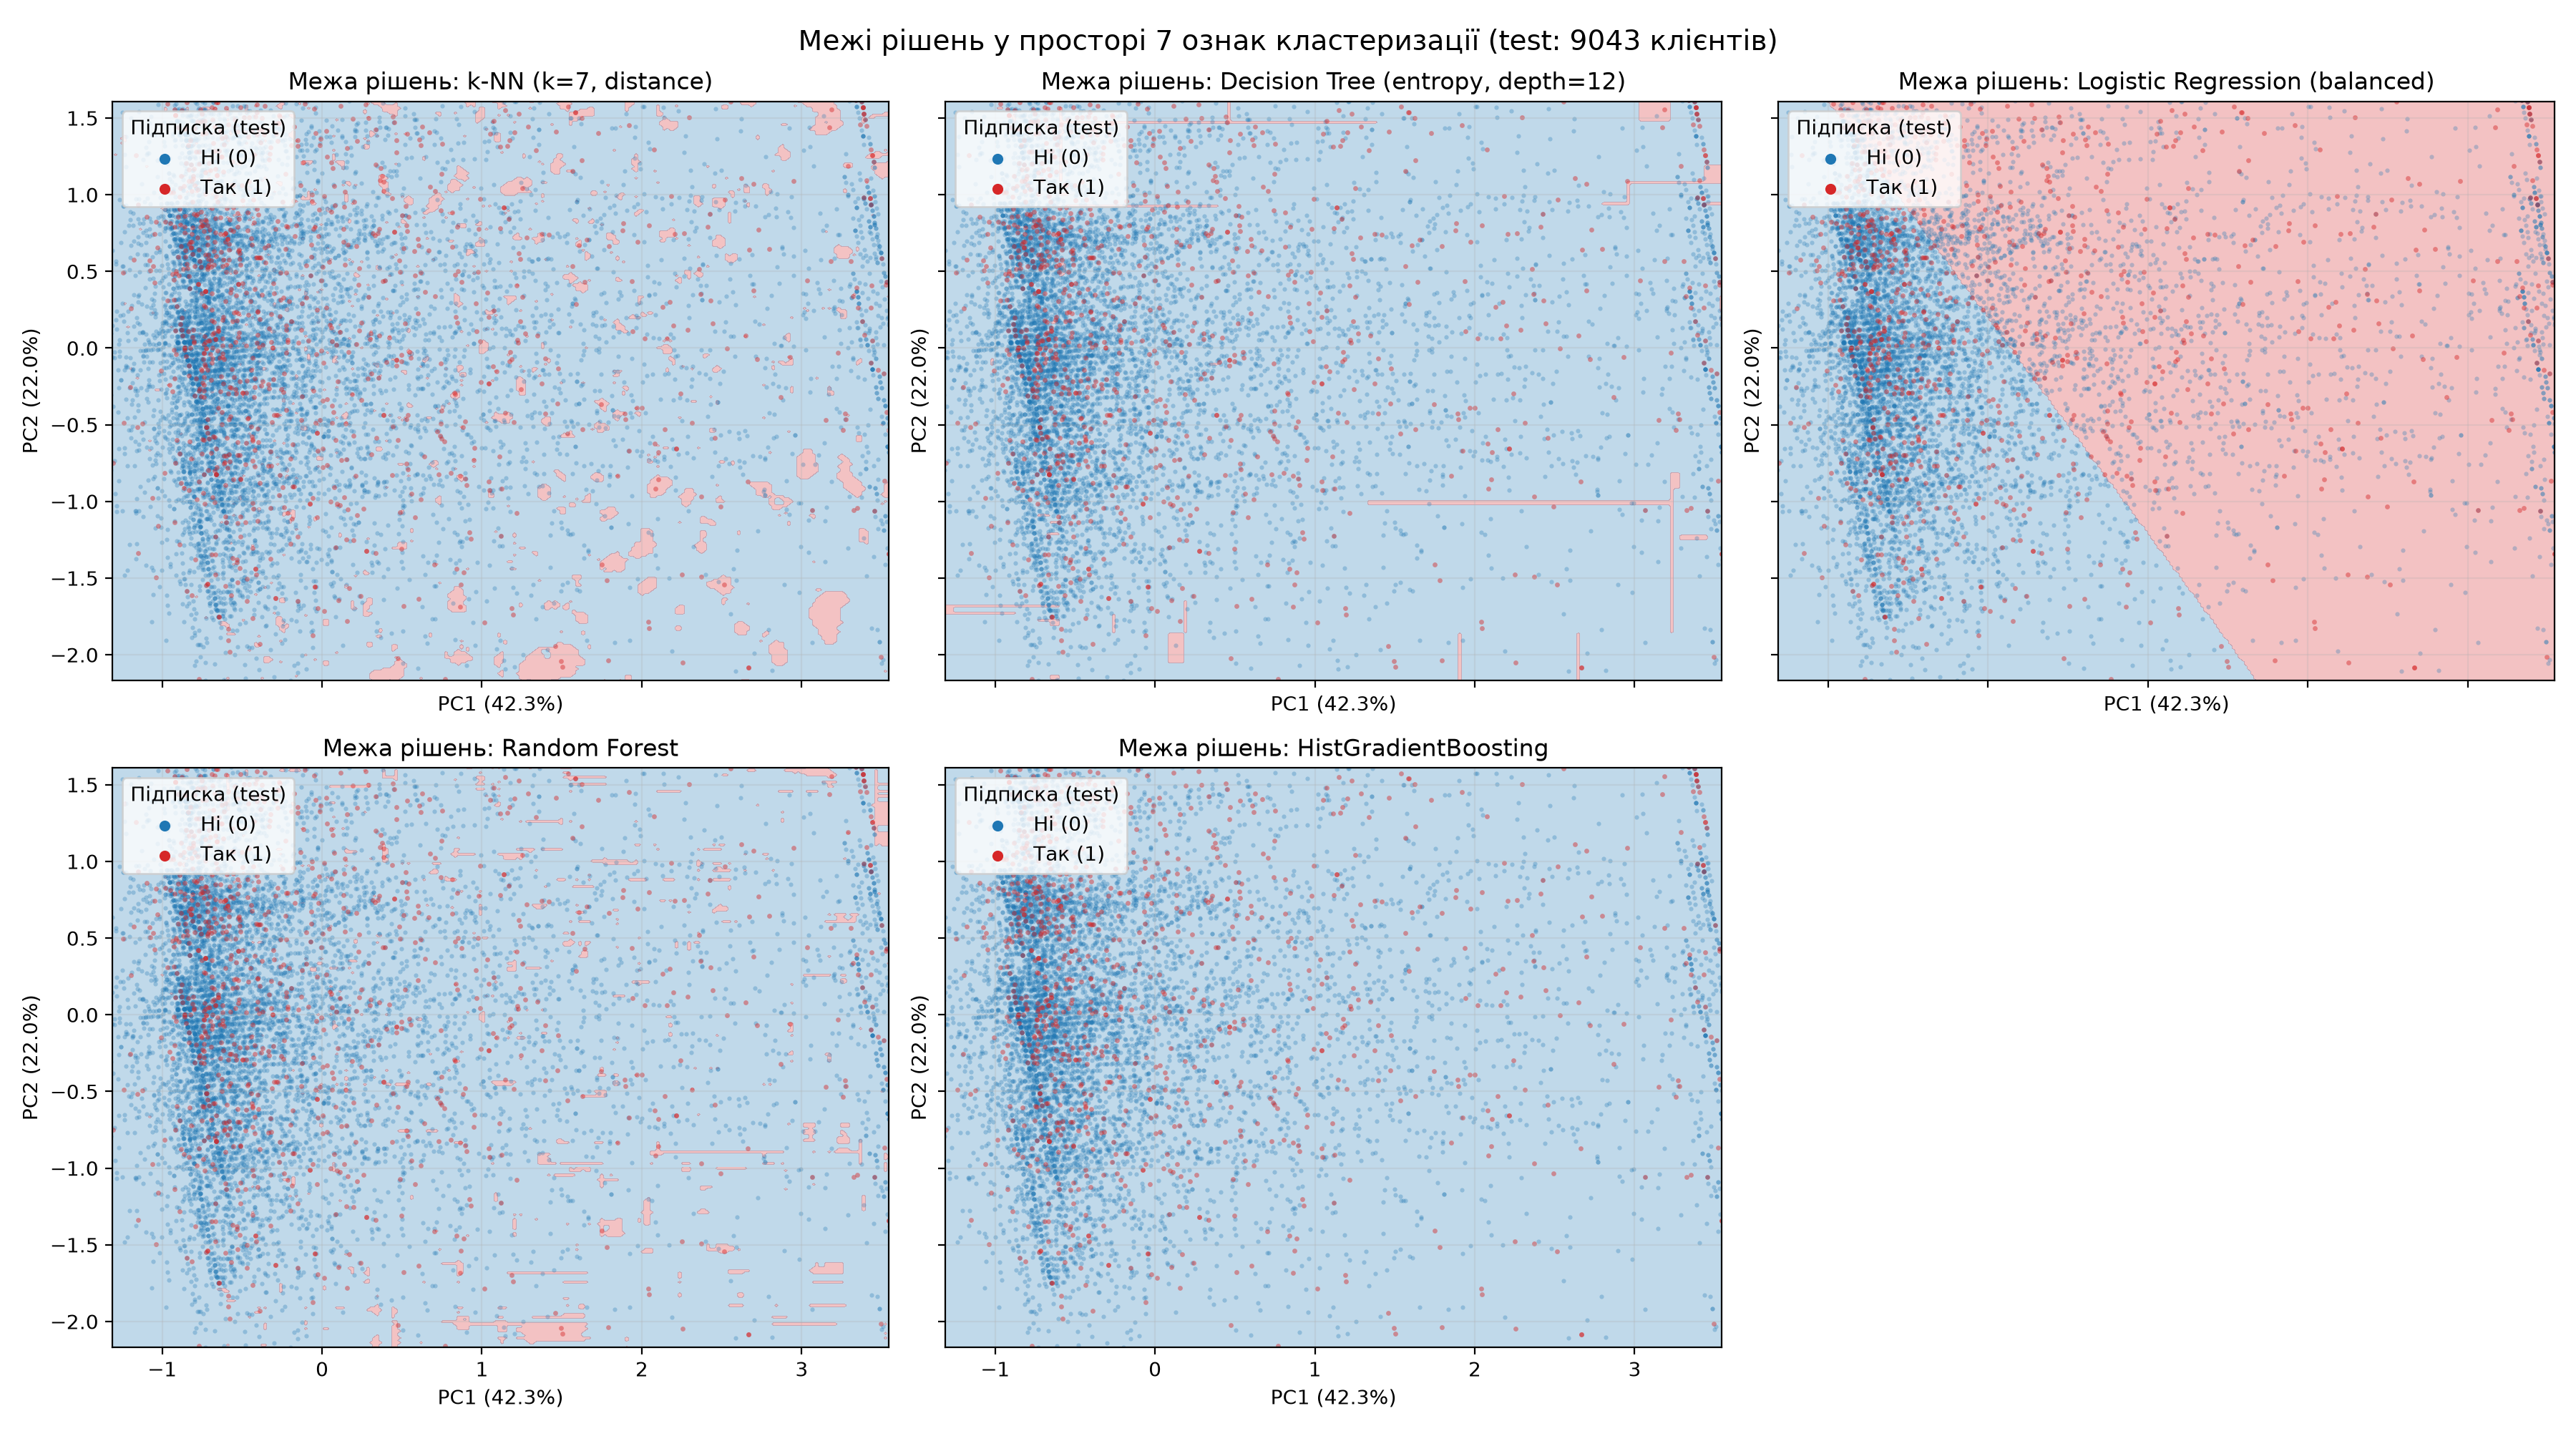 Межі рішень у просторі 7 ознак кластеризації (test: 9043 клієнтів)
Межа рішень: k-NN (k=7, distance)
1.5
1.0
0.5
0.0
−0.5
−1.0
−1.5
−2.0
PC2 (22.0%)
Підписка (test)
Ні (0)
Так (1)
PC1 (42.3%)
Межа рішень: Decision Tree (entropy, depth=12)
PC2 (22.0%)
Підписка (test)
Ні (0)
Так (1)
PC1 (42.3%)
Межа рішень: Logistic Regression (balanced)
PC2 (22.0%)
Підписка (test)
Ні (0)
Так (1)
PC1 (42.3%)
Межа рішень: Random Forest
1.5
1.0
0.5
0.0
−0.5
−1.0
−1.5
−2.0
PC2 (22.0%)
Підписка (test)
Ні (0)
Так (1)
−1 0 1 2 3
PC1 (42.3%)
Межа рішень: HistGradientBoosting
PC2 (22.0%)
Підписка (test)
Ні (0)
Так (1)
−1 0 1 2 3
PC1 (42.3%)